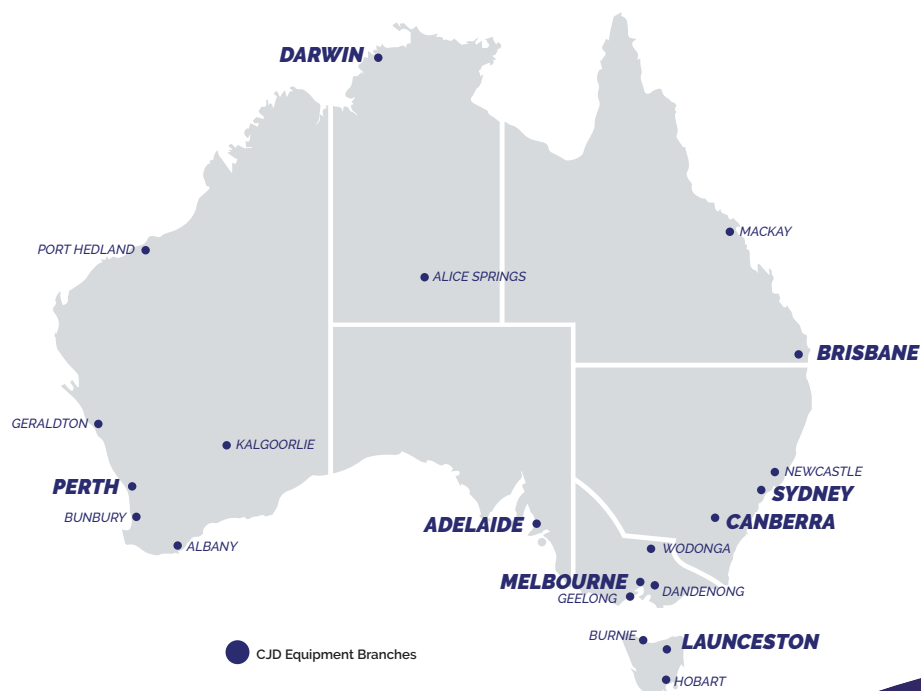 DARWIN
MACKAY
PORT HEDLAND
ALICE SPRINGS
BRISBANE
GERALDTON
KALGOORLIE
NEWCASTLE
PERTH
SYDNEY
BUNBURY
ADELAIDE
CANBERRA
ALBANY
WODONGA
MELBOURNE
DANDENONG
GEELONG
BURNIE
LAUNCESTON
CJD Equipment Branches
HOBART